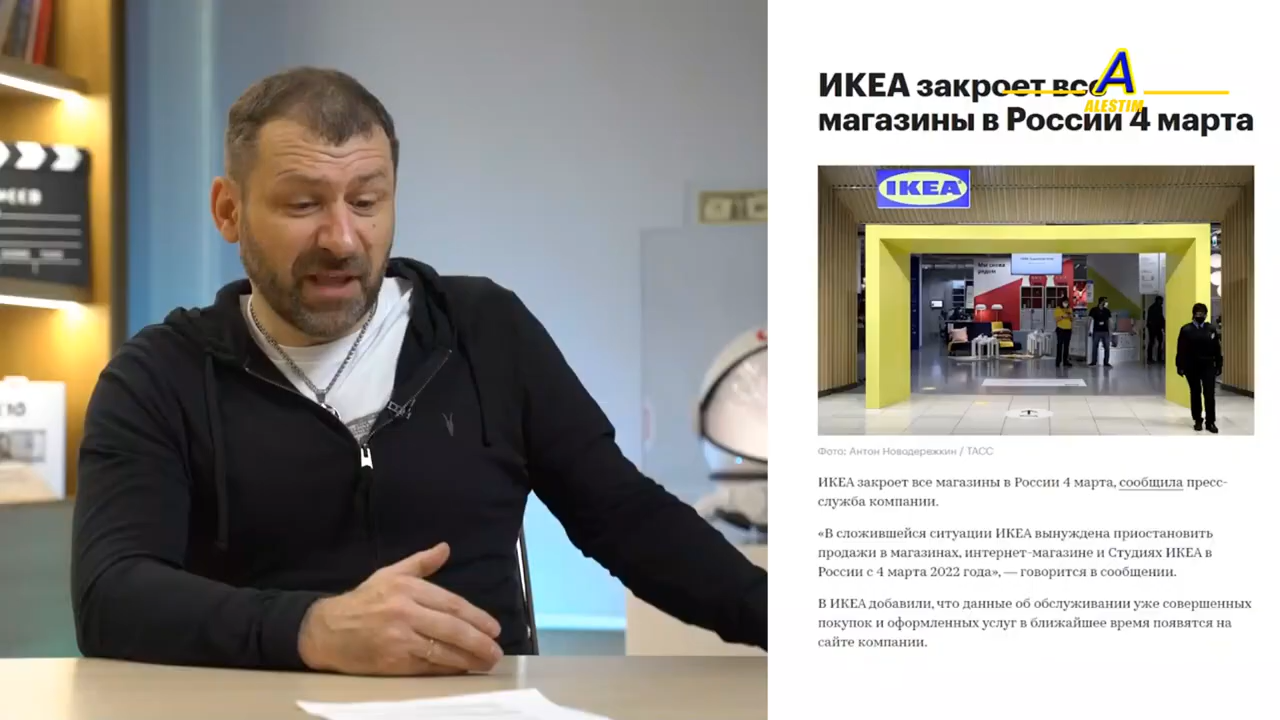 ИКЕА закроет все
магазины в России 4 марта
A
ALESTIM
IKEA
Фото: Антон Новодережкин / ТАСС
ИКЕА закроет все магазины в России 4 марта, сообщила пресс-
служба компании.
«В сложившейся ситуации ИКЕА вынуждена приостановить
продажи в магазинах, интернет-магазине и Студиях ИКЕА в
России с 4 марта 2022 года», — говорится в сообщении.
В ИКЕА добавили, что данные об обслуживании уже совершенных
покупок и оформленных услуг в ближайшее время появятся на
сайте компании.